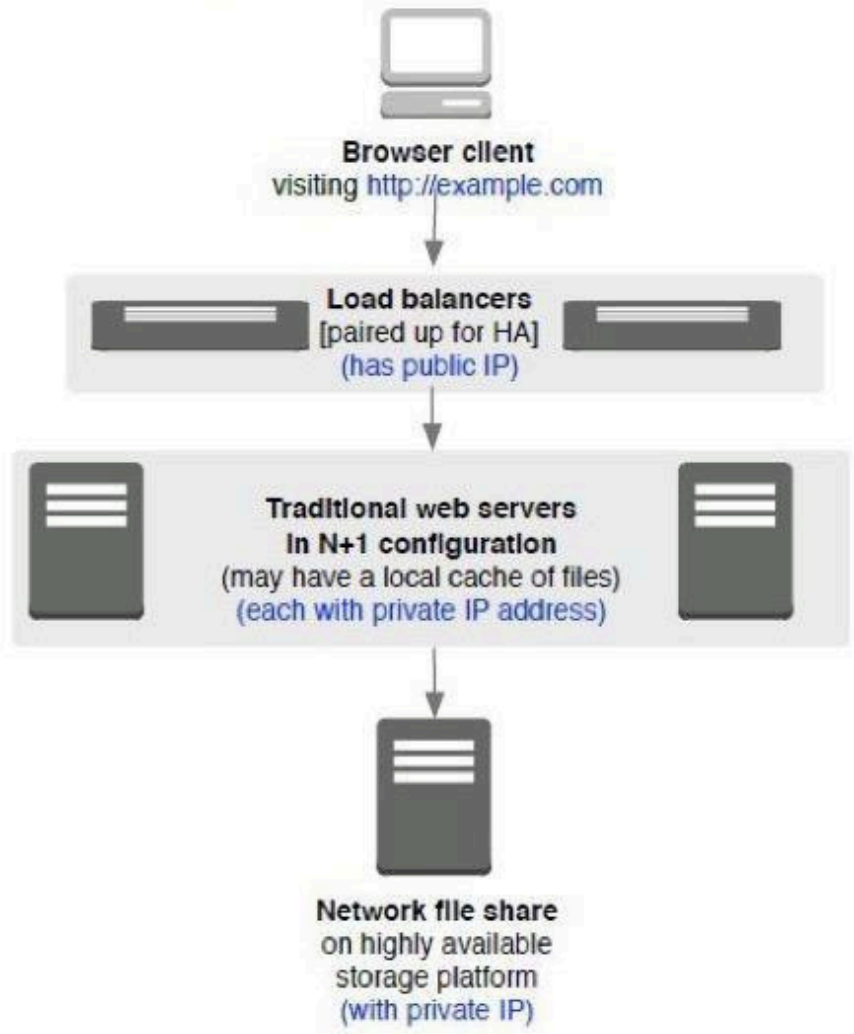 Browser client
visiting http://example.com
Load balancers
[paired up for HA]
(has public IP)
Traditional web servers
in N+1 configuration
(may have a local cache of files)
(each with private IP address)
Network file share
on highly available
storage platform
(with private IP)